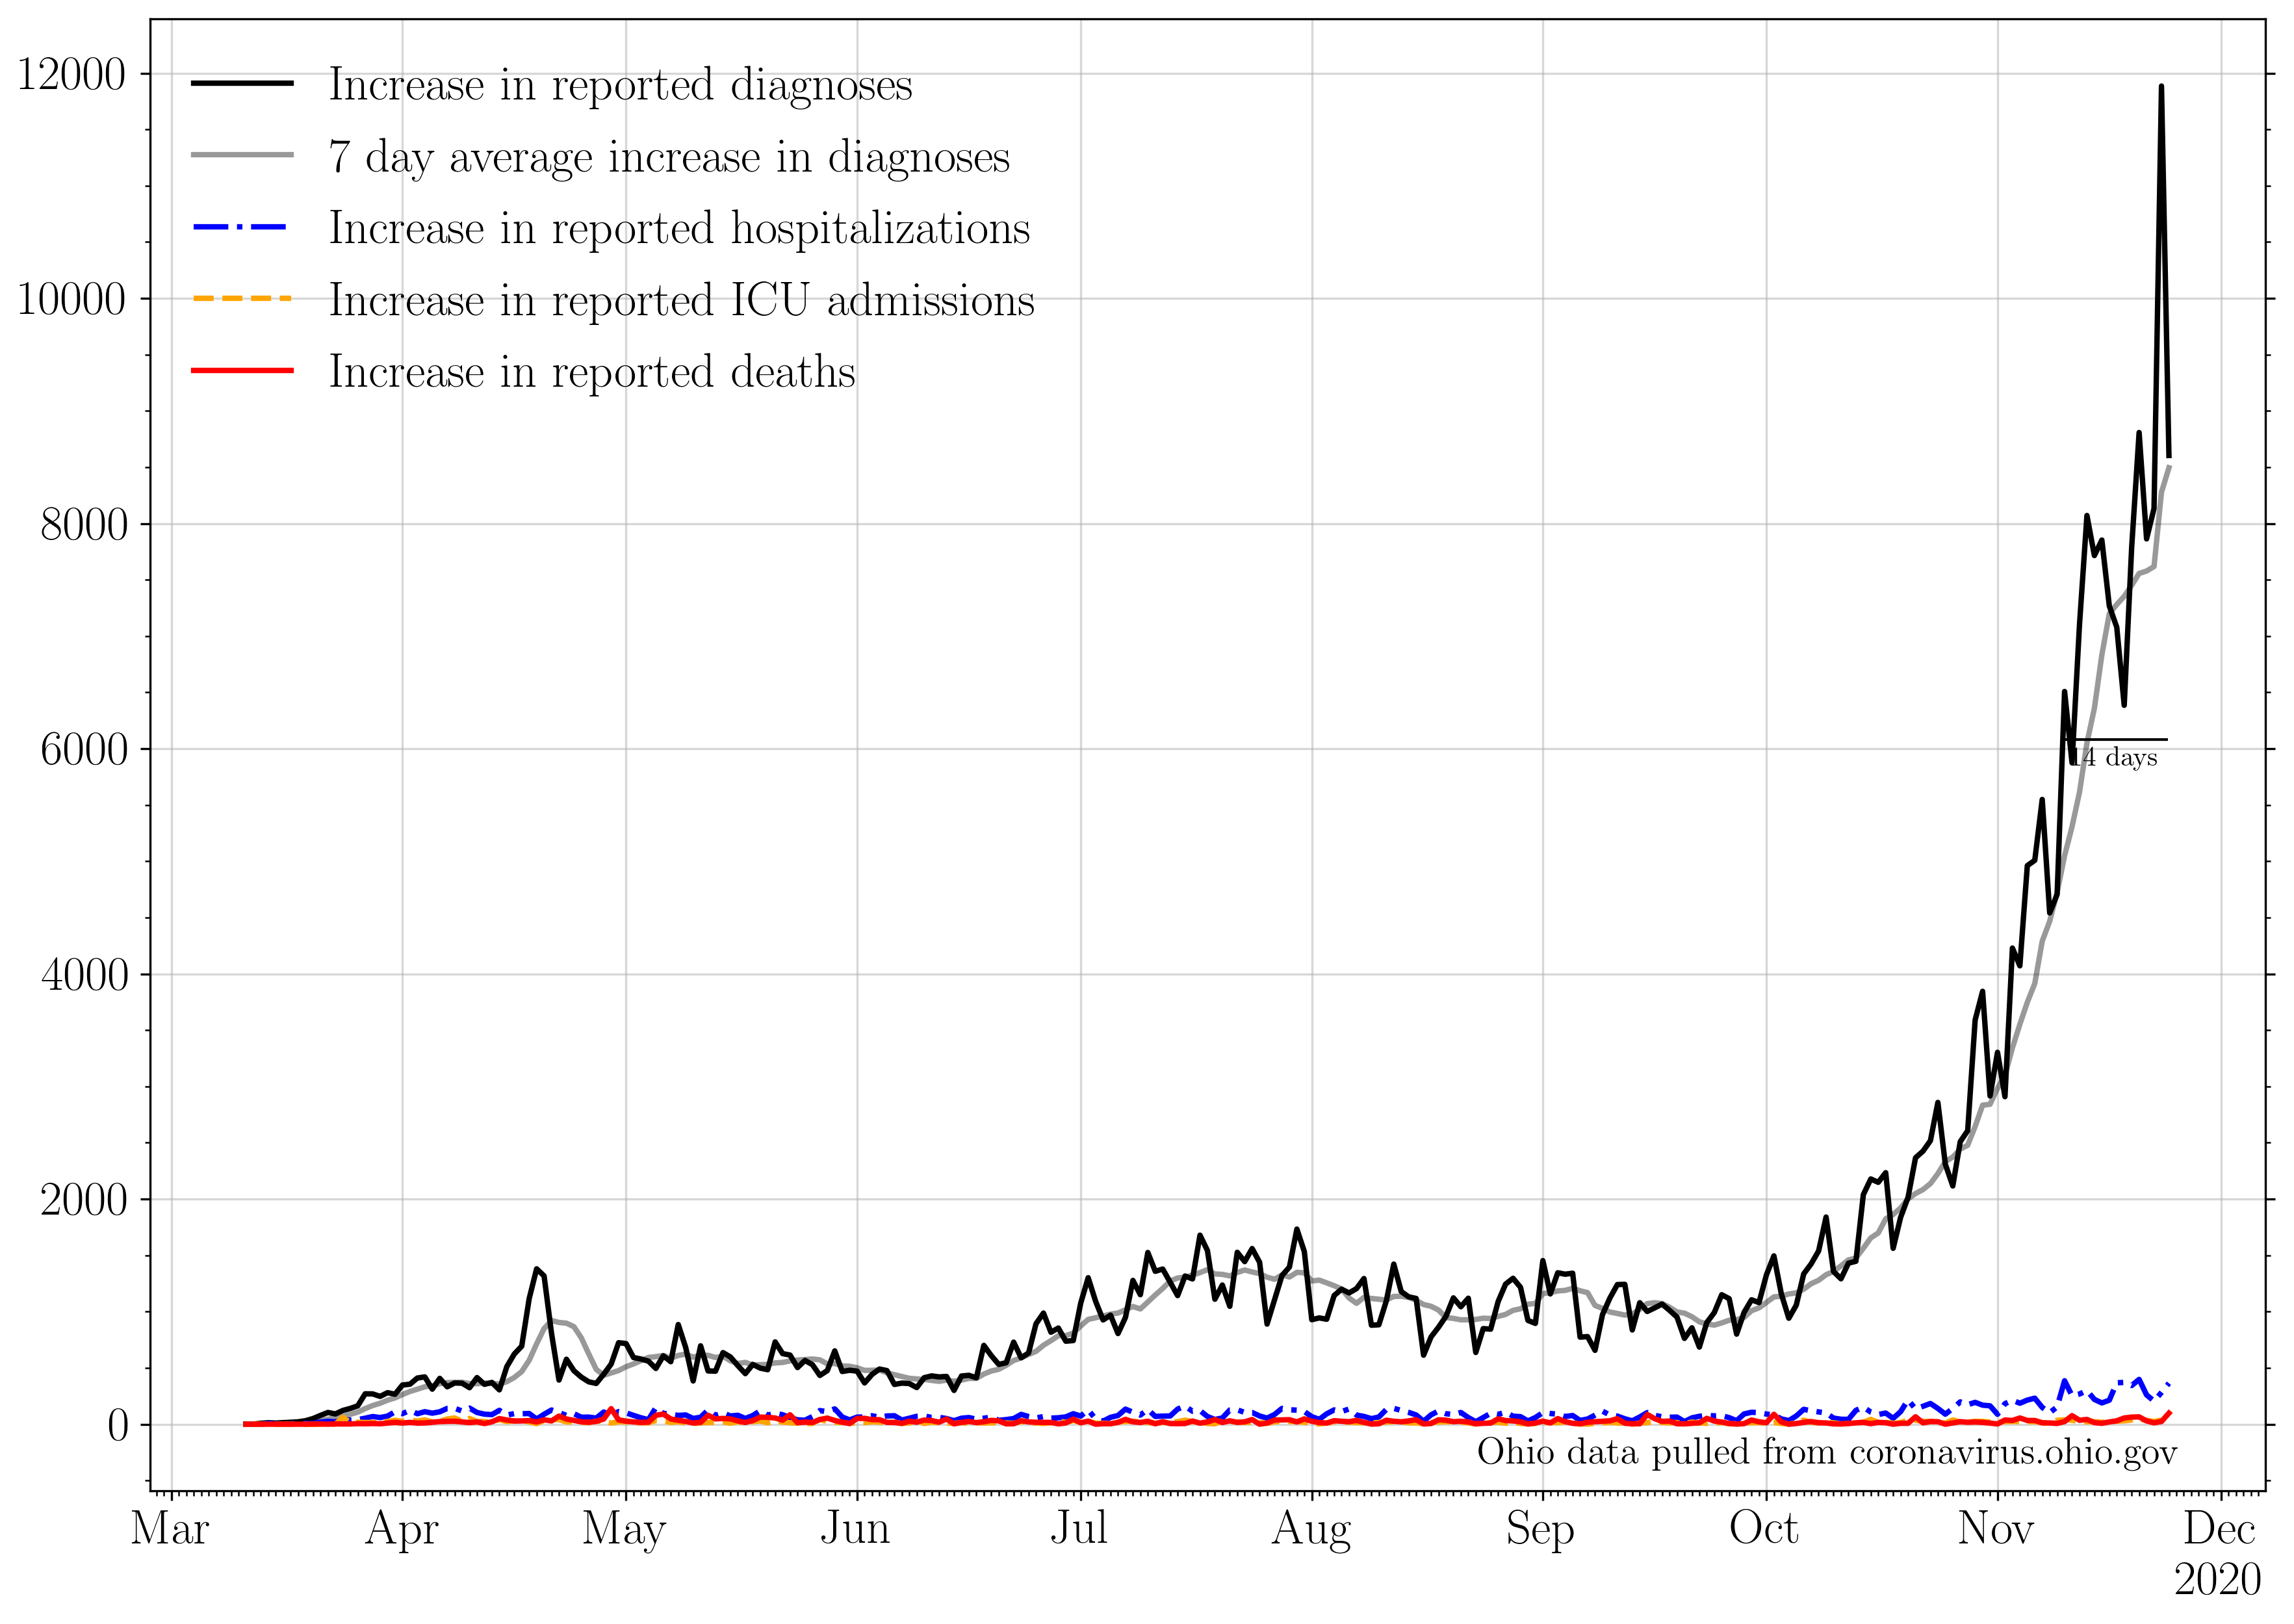 12000
10000
8000
6000
4000
2000
0
Increase in reported diagnoses
7 day average increase in diagnoses
Increase in reported hospitalizations
Increase in reported ICU admissions
Increase in reported deaths
14 days
Ohio data pulled from coronavirus.ohio.gov
Mar Apr May Jun Jul Aug Sep Oct Nov Dec
2020